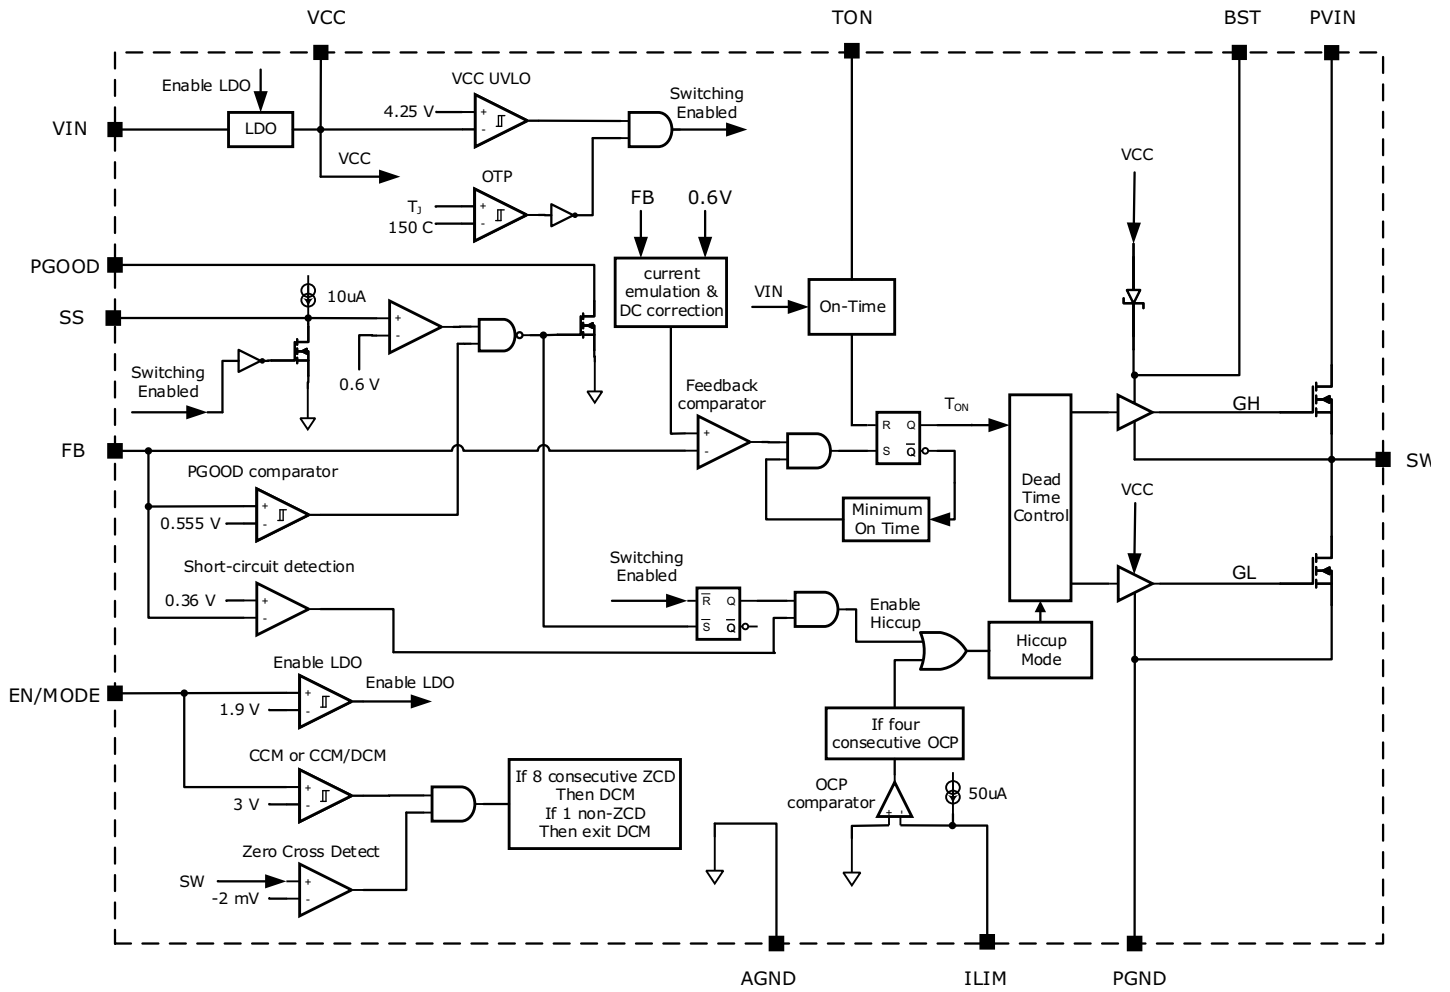 VCC
TON
BST
PVIN
Enable LDO
VCC UVLO
Switching
Enabled
4.25 V
+
-
VIN
LDO
VCC
VCC
OTP
TJ
150 C
+
-
FB
0.6V
PGOOD
current
emulation &
DC correction
VIN
On-Time
10uA
SS
+
-
0.6 V
Switching
Enabled
Feedback
comparator
TON
GH
R Q
S Q
+
-
FB
SW
PGOOD comparator
+
0.555 V
-
Dead
Time
Control
VCC
Minimum
On Time
Switching
Enabled
Short-circuit detection
0.36 V
+
-
GL
R Q
S Q
Enable
Hiccup
Hiccup
Mode
Enable LDO
EN/MODE
+
1.9 V
-
Enable LDO
If four
consecutive OCP
CCM or CCM/DCM
+
3 V
-
If 8 consecutive ZCD
Then DCM
If 1 non-ZCD
Then exit DCM
OCP
comparator
+ -
50uA
Zero Cross Detect
SW
+
-2 mV
-
AGND
ILIM
PGND